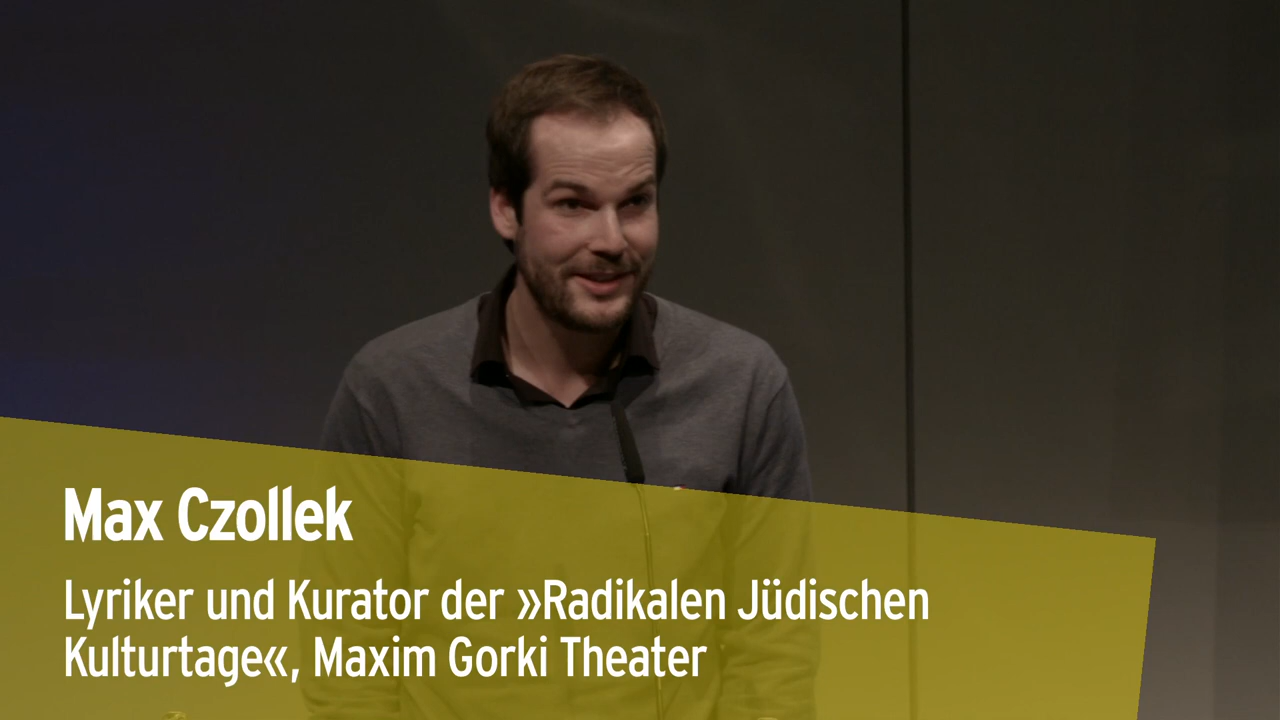 Max Czollek
Lyriker und Kurator der »Radikalen Jüdischen
Kulturtage«, Maxim Gorki Theater